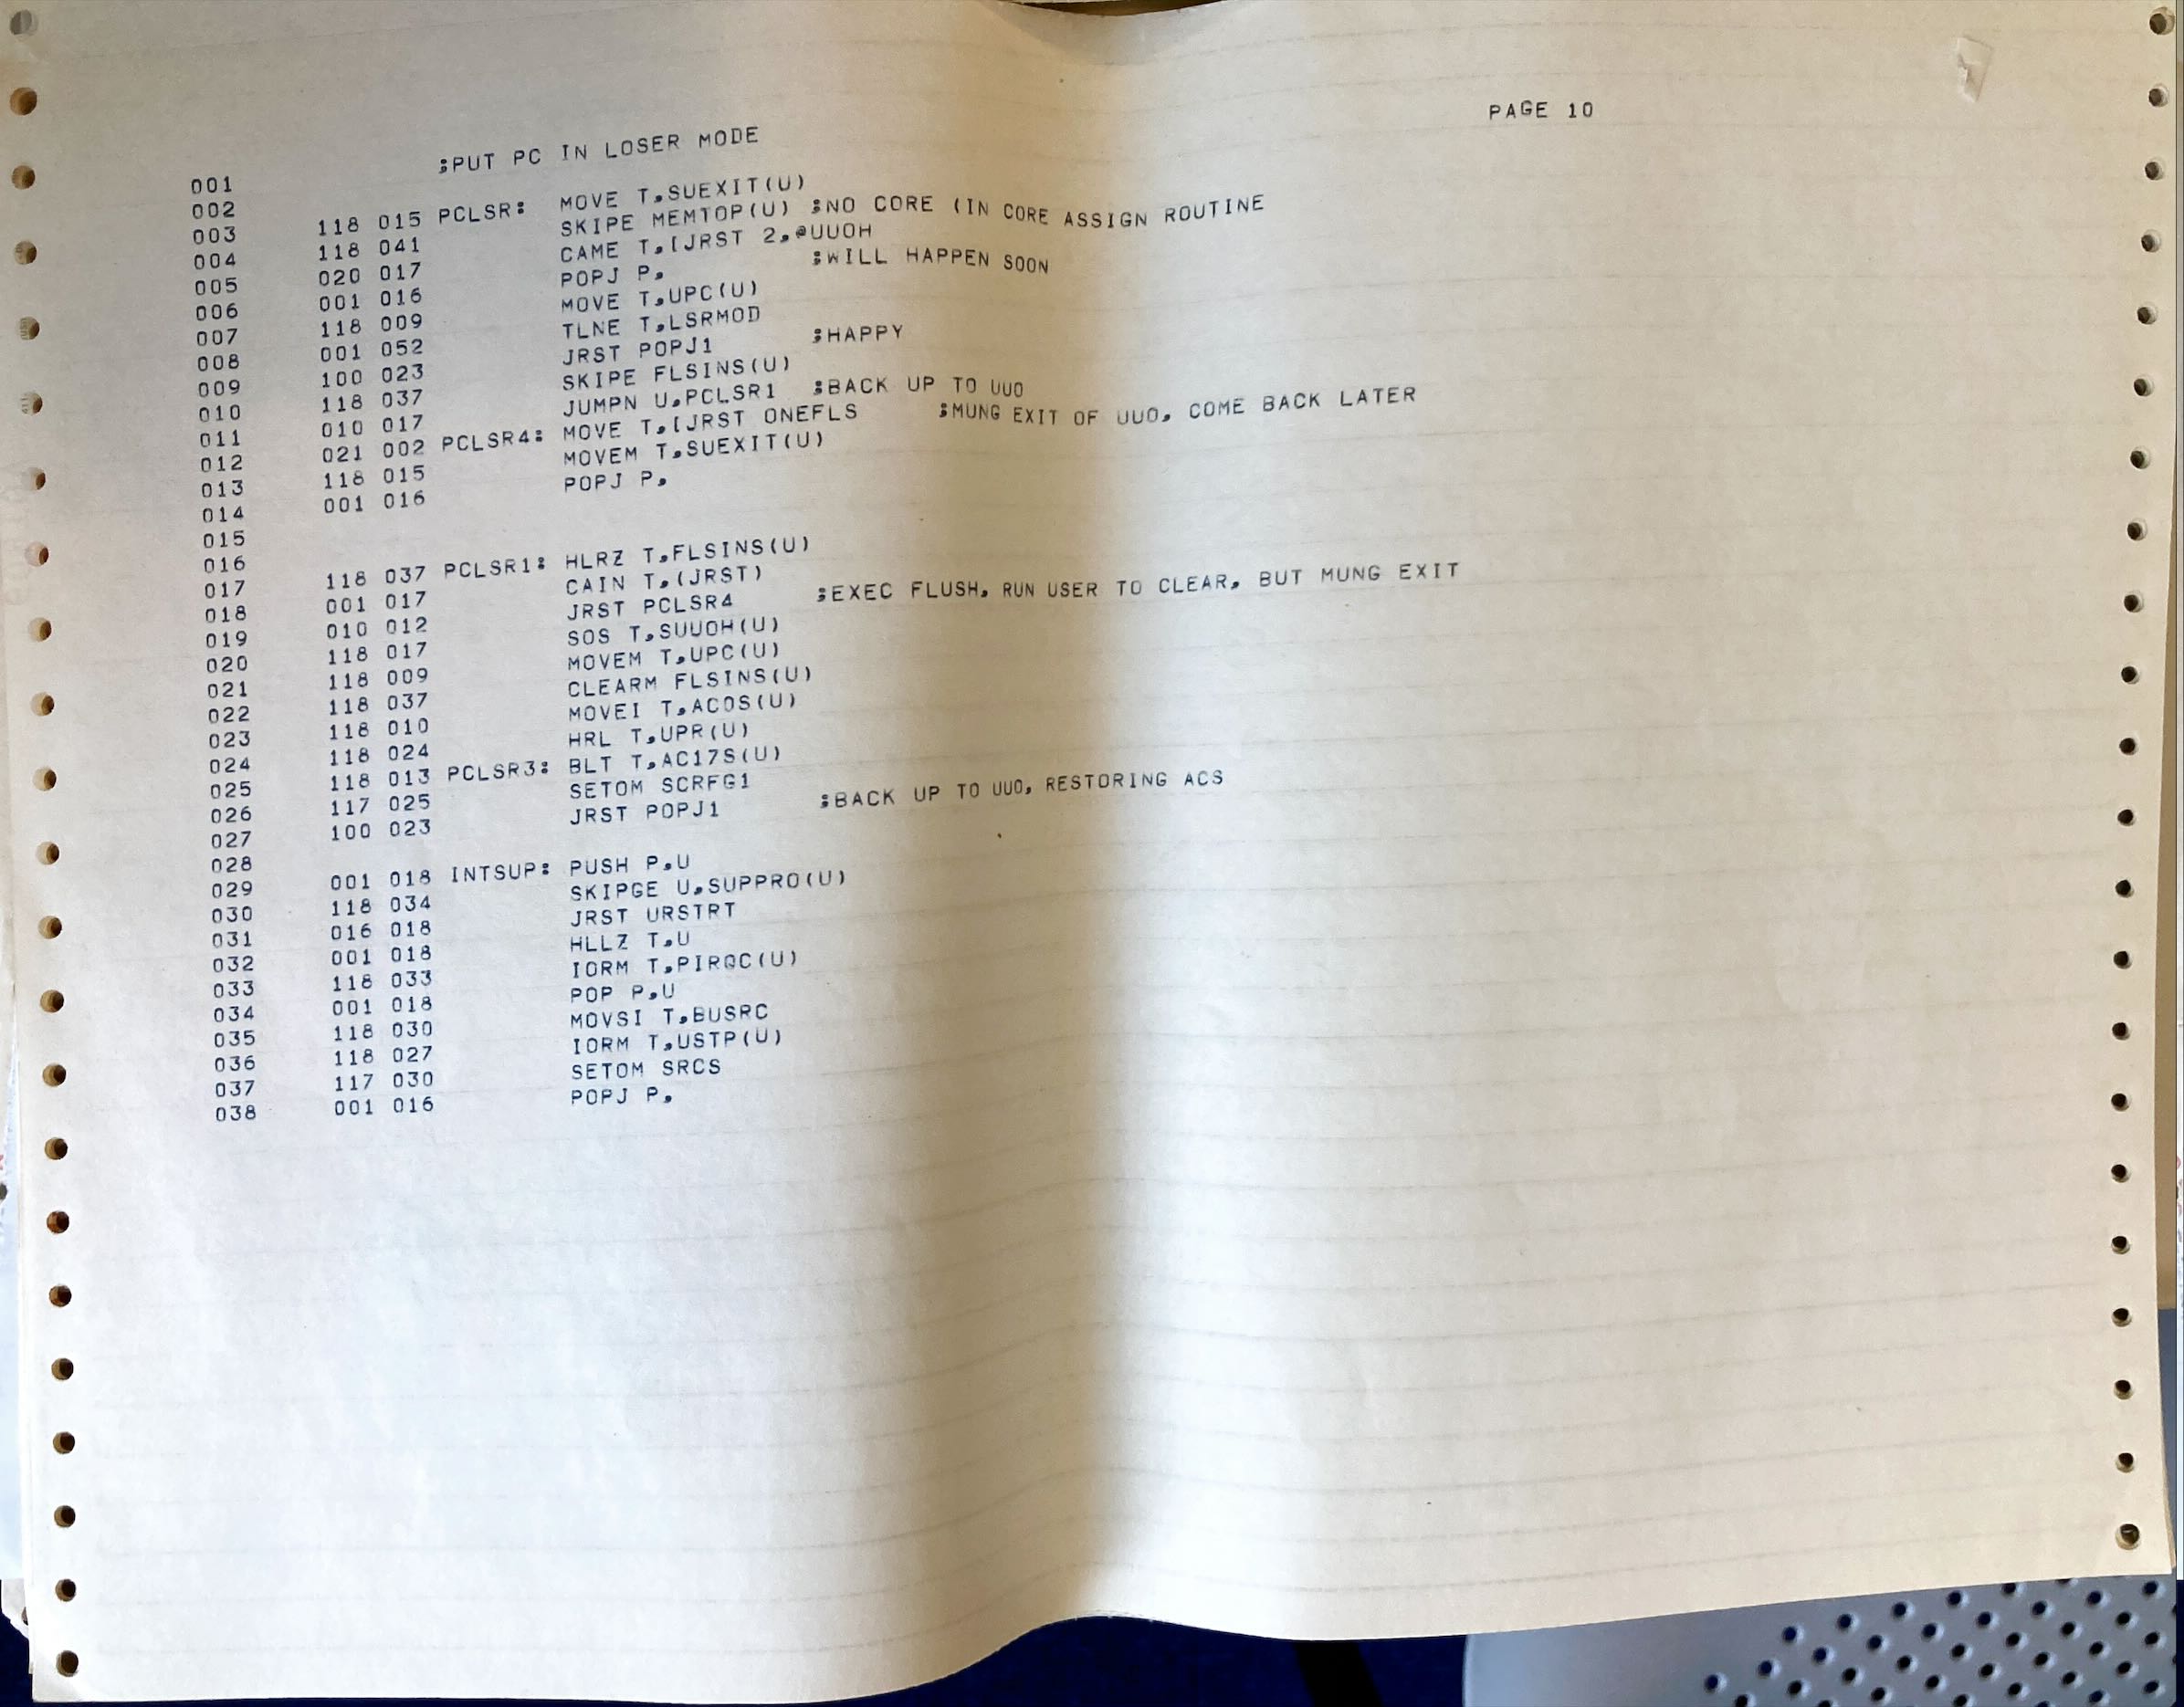 PAGE 10
001 ;PUT PC IN LOSER MODE
002
003 118 015 PCLSR: MOVE T,SUEXIT(U)
004 118 041 SKIPE MEMTOP(U) ;NO CORE (IN CORE ASSIGN ROUTINE
005 020 017 CAME T,[JRST 2,@UUOH
006 001 016 POPJ P, ;WILL HAPPEN SOON
007 118 009 MOVE T,UPC(U)
008 001 052 TLNE T,LSRMOD
009 100 023 JRST POPJ1 ;HAPPY
010 118 037 SKIPE FLSINS(U)
011 010 017 JUMPN U,PCLSR1 ;BACK UP TO UUO
012 021 002 PCLSR4: MOVE T,[JRST ONEFLS ;MUNG EXIT OF UUO, COME BACK LATER
013 118 015 MOVEM T,SUEXIT(U)
014 001 016 POPJ P,
015
016
017 118 037 PCLSR1: HLRZ T,FLSINS(U)
018 001 017 CAIN T,(JRST)
019 010 012 JRST PCLSR4 ;EXEC FLUSH, RUN USER TO CLEAR, BUT MUNG EXIT
020 118 017 SOS T,SUUOH(U)
021 118 009 MOVEM T,UPC(U)
022 118 037 CLEARM FLSINS(U)
023 118 010 MOVEI T,AC0S(U)
024 118 024 HRL T,UPR(U)
025 118 013 PCLSR3: BLT T,AC17S(U)
026 117 025 SETOM SCRFG1
027 100 023 JRST POPJ1 ;BACK UP TO UUO, RESTORING ACS
028
029 001 018 INTSUP: PUSH P,U
030 118 034 SKIPGE U,SUPPRO(U)
031 016 018 JRST URSTRT
032 001 018 HLLZ T,U
033 118 033 IORM T,PIRQC(U)
034 001 018 POP P,U
035 118 030 MOVSI T,BUSRC
036 118 027 IORM T,USTP(U)
037 117 030 SETOM SRCS
038 001 016 POPJ P,